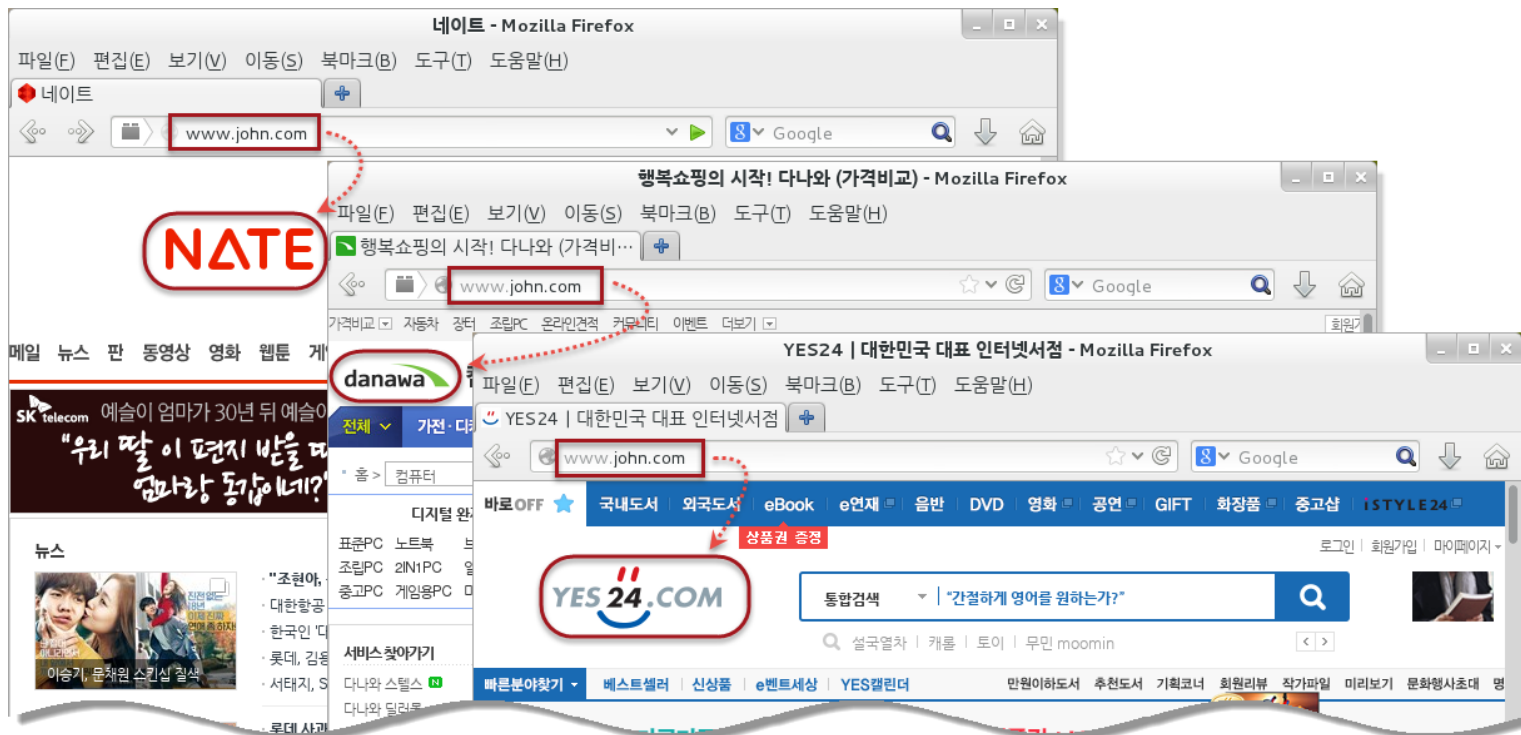 네이트 - Mozilla Firefox
파일(F) 편집(E) 보기(V) 이동(S) 북마크(B) 도구(T) 도움말(H)
네이트
www.john.com
Google
NATE
메일 뉴스 판 동영상 영화 웹툰
SK telecom 예슬이 엄마가 30년 뒤
"우리 딸 이 편지 받을
엄마랑 동갑이네!?
뉴스
이승기, 문채원 스킨십 질색
· "조현아,
· 대한항공
· 한국인
· 롯데,
· 서태지,
행복쇼핑의 시작! 다나와 (가격비교) - Mozilla Firefox
파일(F) 편집(E) 보기(V) 이동(S) 북마크(B) 도구(T) 도움말(H)
행복쇼핑의 시작! 다나와 (가격비…
www.john.com
Google
가격비교 자동차 장터 조립PC 온라인견적 커뮤니티 이벤트 더보기
danawa
전체 가전·디
홈 > 컴퓨터
디지털
표준PC 노트북
조립PC 2IN1PC
중고PC 게임용PC
서비스 찾아가기
다나와 스텔스 N
다나와 딜러몰
YES24 | 대한민국 대표 인터넷서점 - Mozilla Firefox
파일(F) 편집(E) 보기(V) 이동(S) 북마크(B) 도구(T) 도움말(H)
YES24 | 대한민국 대표 인터넷서점
www.john.com
Google
바로OFF 국내도서 외국도서 eBook e연재 음반 DVD 영화 공연 GIFT 화장품 중고샵 iSTYLE24
상품권 증정
로그인 | 회원가입 | 마이페이지
YES 24.COM
통합검색 "간절하게 영어를 원하는가?"
설국열차 | 캐롤 | 토이 | 무민 moomin
빠른분야찾기 베스트셀러 | 신상품 | e벤트세상 | YES캘린더
만원이하도서 추천도서 기획코너 회원리뷰 작가파일 미리보기 문화행사초대